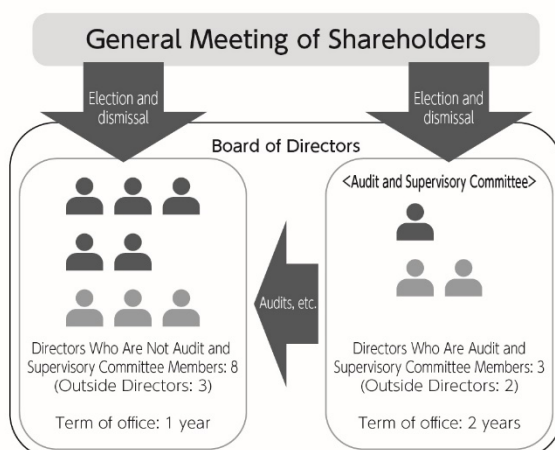 General Meeting of Shareholders
Election and
dismissal
Election and
dismissal
Board of Directors
<Audit and Supervisory Committee>
Audits, etc.
Directors Who Are Not Audit and
Supervisory Committee Members: 8
(Outside Directors: 3)
Term of office: 1 year
Directors Who Are Audit and
Supervisory Committee Members: 3
(Outside Directors: 2)
Term of office: 2 years